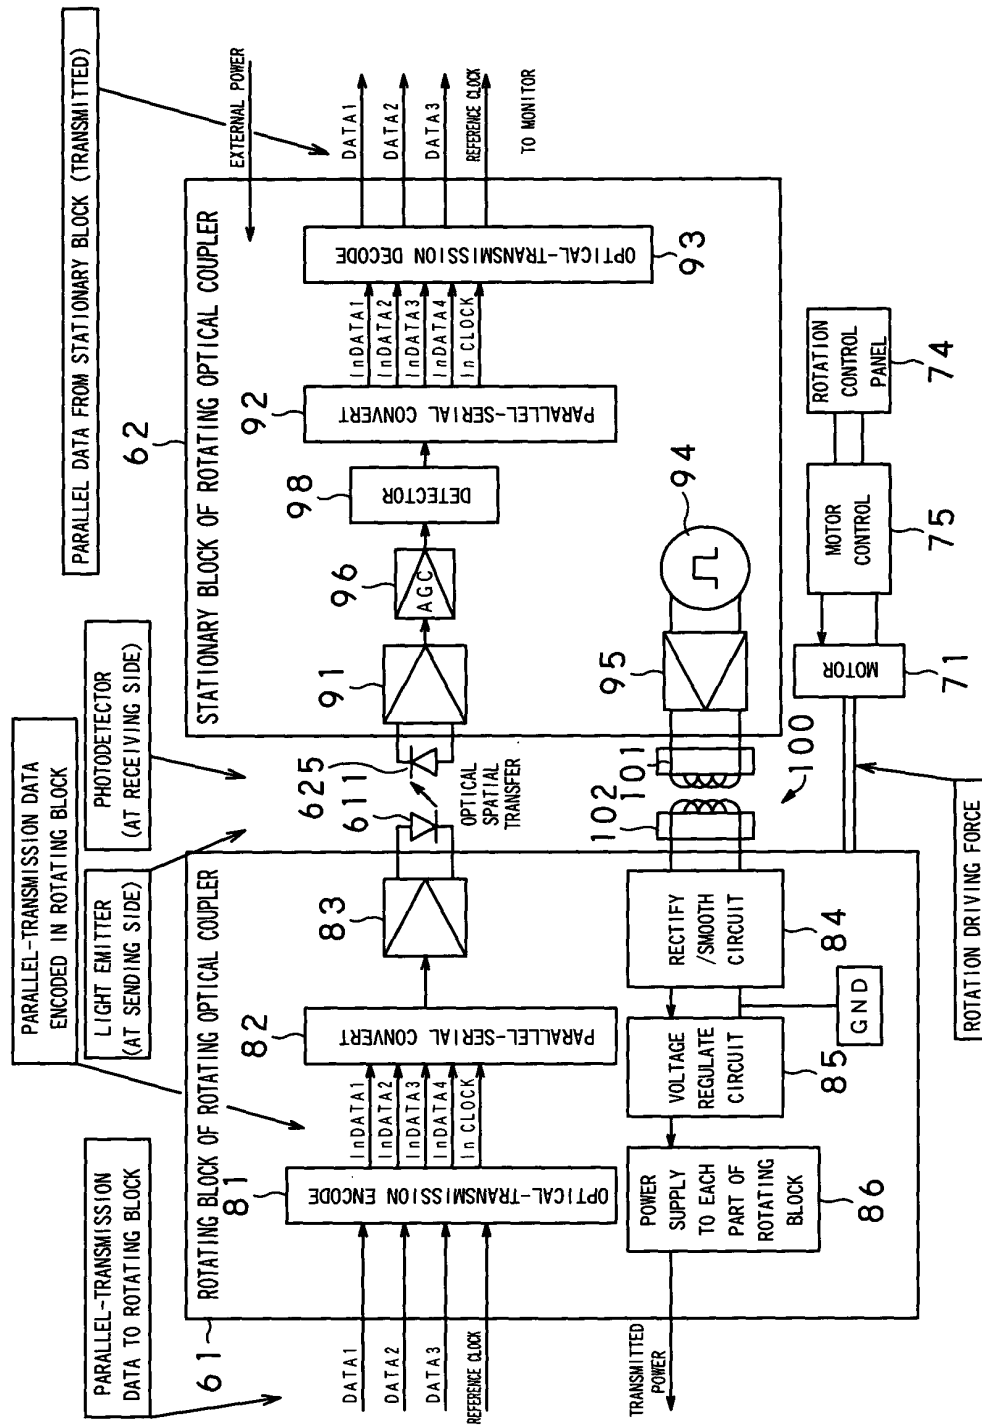 PARALLEL-TRANSMISSION
DATA TO ROTATING BLOCK
PARALLEL-TRANSMISSION DATA
ENCODED IN ROTATING BLOCK
LIGHT EMITTER
(AT SENDING SIDE)
PHOTODETECTOR
(AT RECEIVING SIDE)
PARALLEL DATA FROM STATIONARY BLOCK (TRANSMITTED)
61
ROTATING BLOCK OF ROTATING OPTICAL COUPLER
DATA1
DATA2
DATA3
REFERENCE CLOCK
81
OPTICAL-TRANSMISSION ENCODE
InDATA1
InDATA2
InDATA3
InDATA4
In CLOCK
82
PARALLEL-SERIAL CONVERT
83
611
625
OPTICAL
SPATIAL
TRANSFER
62
STATIONARY BLOCK OF ROTATING OPTICAL COUPLER
91
96
AGC
98
DETECTOR
92
PARALLEL-SERIAL CONVERT
InDATA1
InDATA2
InDATA3
InDATA4
In CLOCK
OPTICAL-TRANSMISSION DECODE
93
EXTERNAL POWER
DATA1
DATA2
DATA3
REFERENCE CLOCK
TO MONITOR
TRANSMITTED
POWER
POWER
SUPPLY
TO EACH
PART OF
ROTATING
BLOCK
86
VOLTAGE
REGULATE
CIRCUIT
85
RECTIFY
/SMOOTH
CIRCUIT
84
GND
102
101
100
95
94
MOTOR
71
MOTOR
CONTROL
75
ROTATION
CONTROL
PANEL
74
ROTATION DRIVING FORCE